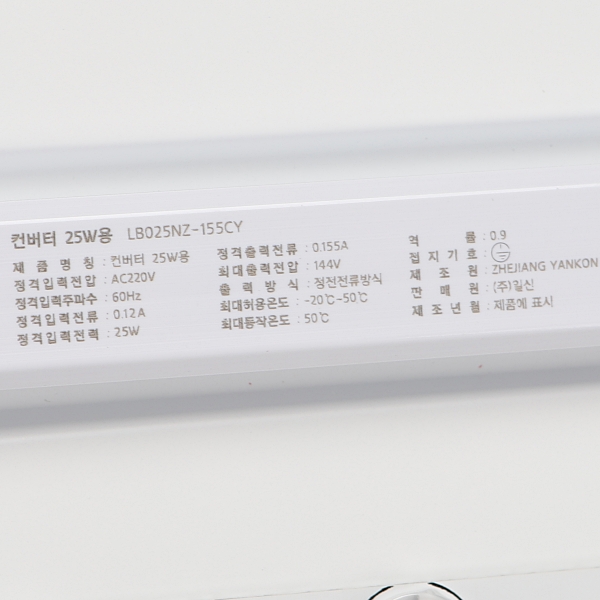 컨버터 25W용 LB025NZ-155CY
제품명칭 : 컨버터 25W용
정격입력전압 : AC220V
정격입력주파수 : 60Hz
정격입력전류 : 0.12A
정격입력전력 : 25W
정격출력전류 : 0.155A
최대출력전압 : 144V
출력방식 : 정전전류방식
최대허용온도 : -20℃~50℃
최대동작온도 : 50℃
역률 : 0.9
접지기호 : ⏚
제조원 : ZHEJIANG YANKON
판매원 : (주)일신
제조년월 : 제품에 표시